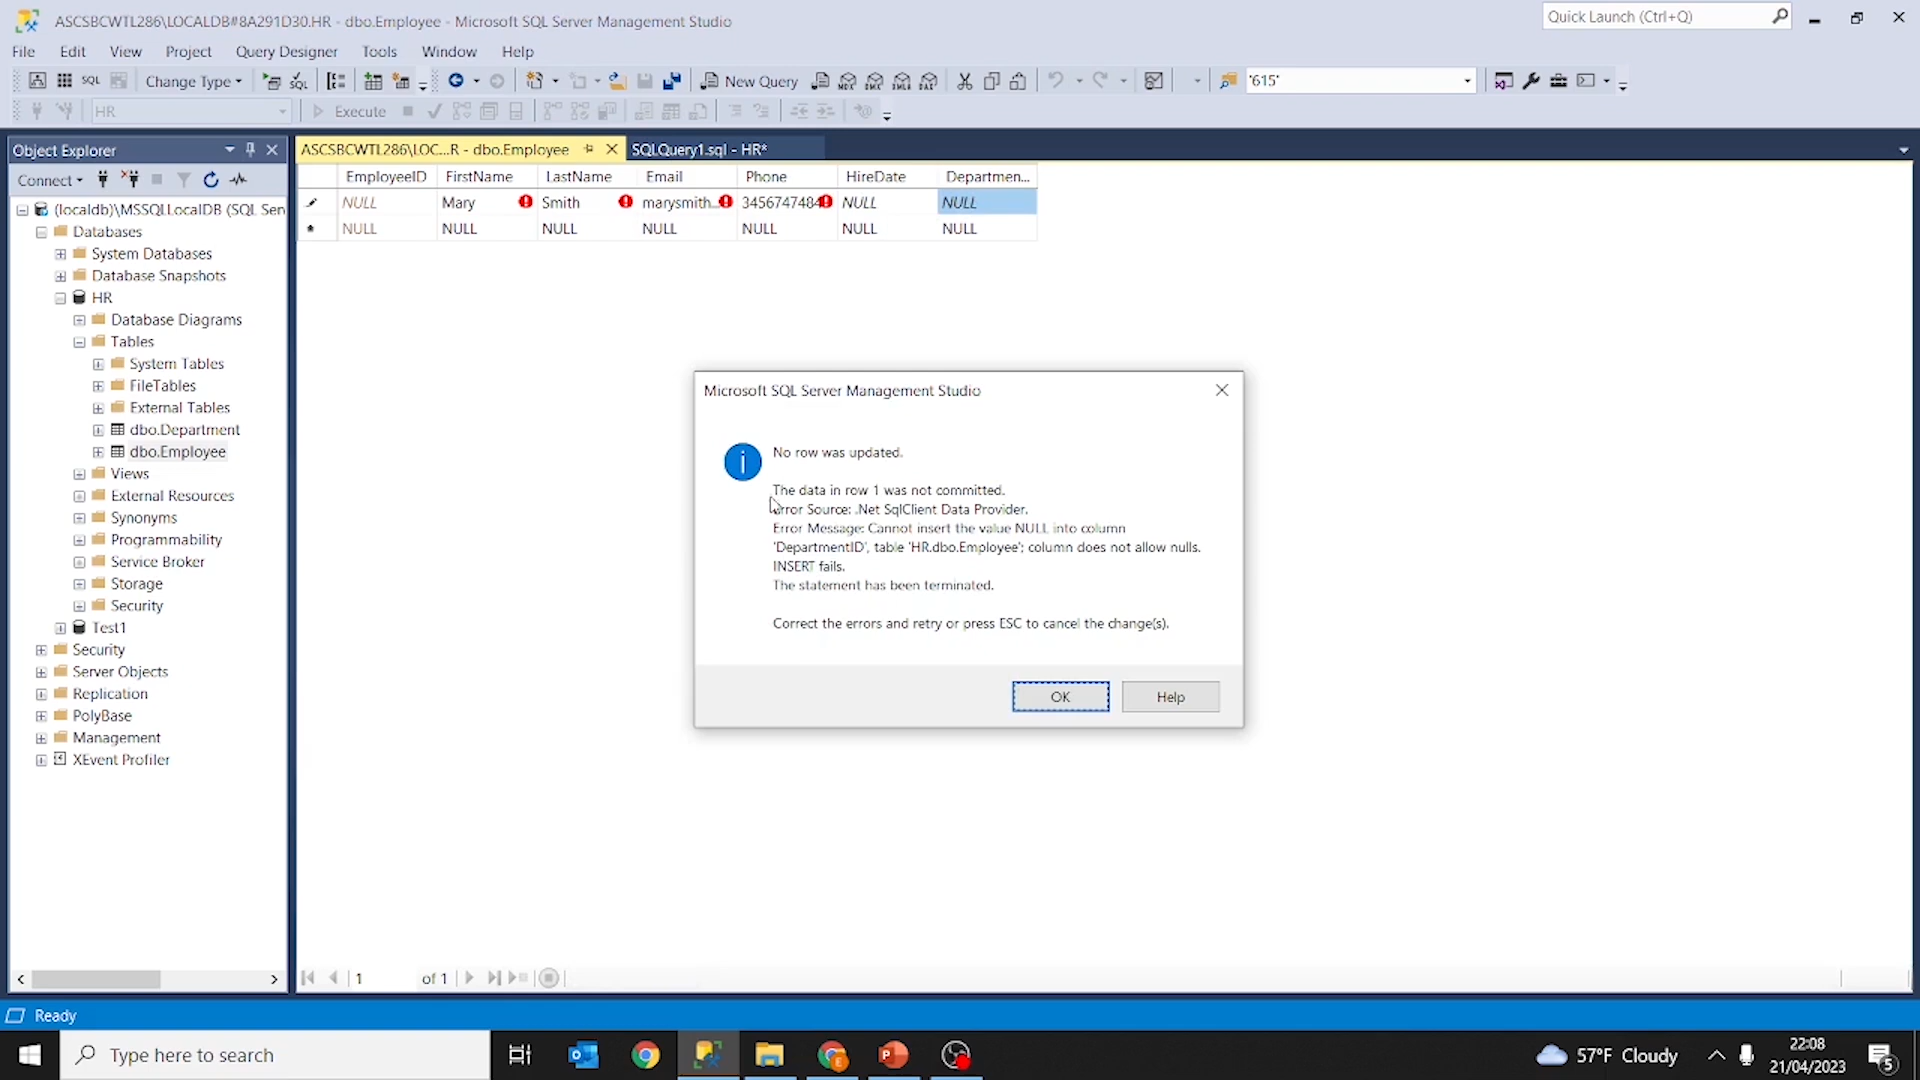 ASCSBCWTL286\LOCALDB#8A291D30.HR - dbo.Employee - Microsoft SQL Server Management Studio
Quick Launch (Ctrl+Q)
File Edit View Project Query Designer Tools Window Help
SQL Change Type New Query MDX DMX XMLA DAX '615'
HR Execute
Object Explorer
ASCSBCWTL286\LOC...R - dbo.Employee
SQLQuery1.sql - HR*
Connect
EmployeeID FirstName LastName Email Phone HireDate Departmen...
NULL Mary Smith marysmith... 3456747484 NULL NULL
NULL NULL NULL NULL NULL NULL NULL
(localdb)\MSSQLLocalDB (SQL Sen
Databases
System Databases
Database Snapshots
HR
Database Diagrams
Tables
System Tables
FileTables
External Tables
dbo.Department
dbo.Employee
Views
External Resources
Synonyms
Programmability
Service Broker
Storage
Security
Test1
Security
Server Objects
Replication
PolyBase
Management
XEvent Profiler
Microsoft SQL Server Management Studio
No row was updated.
The data in row 1 was not committed.
Error Source: .Net SqlClient Data Provider.
Error Message: Cannot insert the value NULL into column
'DepartmentID', table 'HR.dbo.Employee'; column does not allow nulls.
INSERT fails.
The statement has been terminated.
Correct the errors and retry or press ESC to cancel the change(s).
OK Help
1 of 1
Ready
Type here to search
57°F Cloudy
22:08
21/04/2023
5